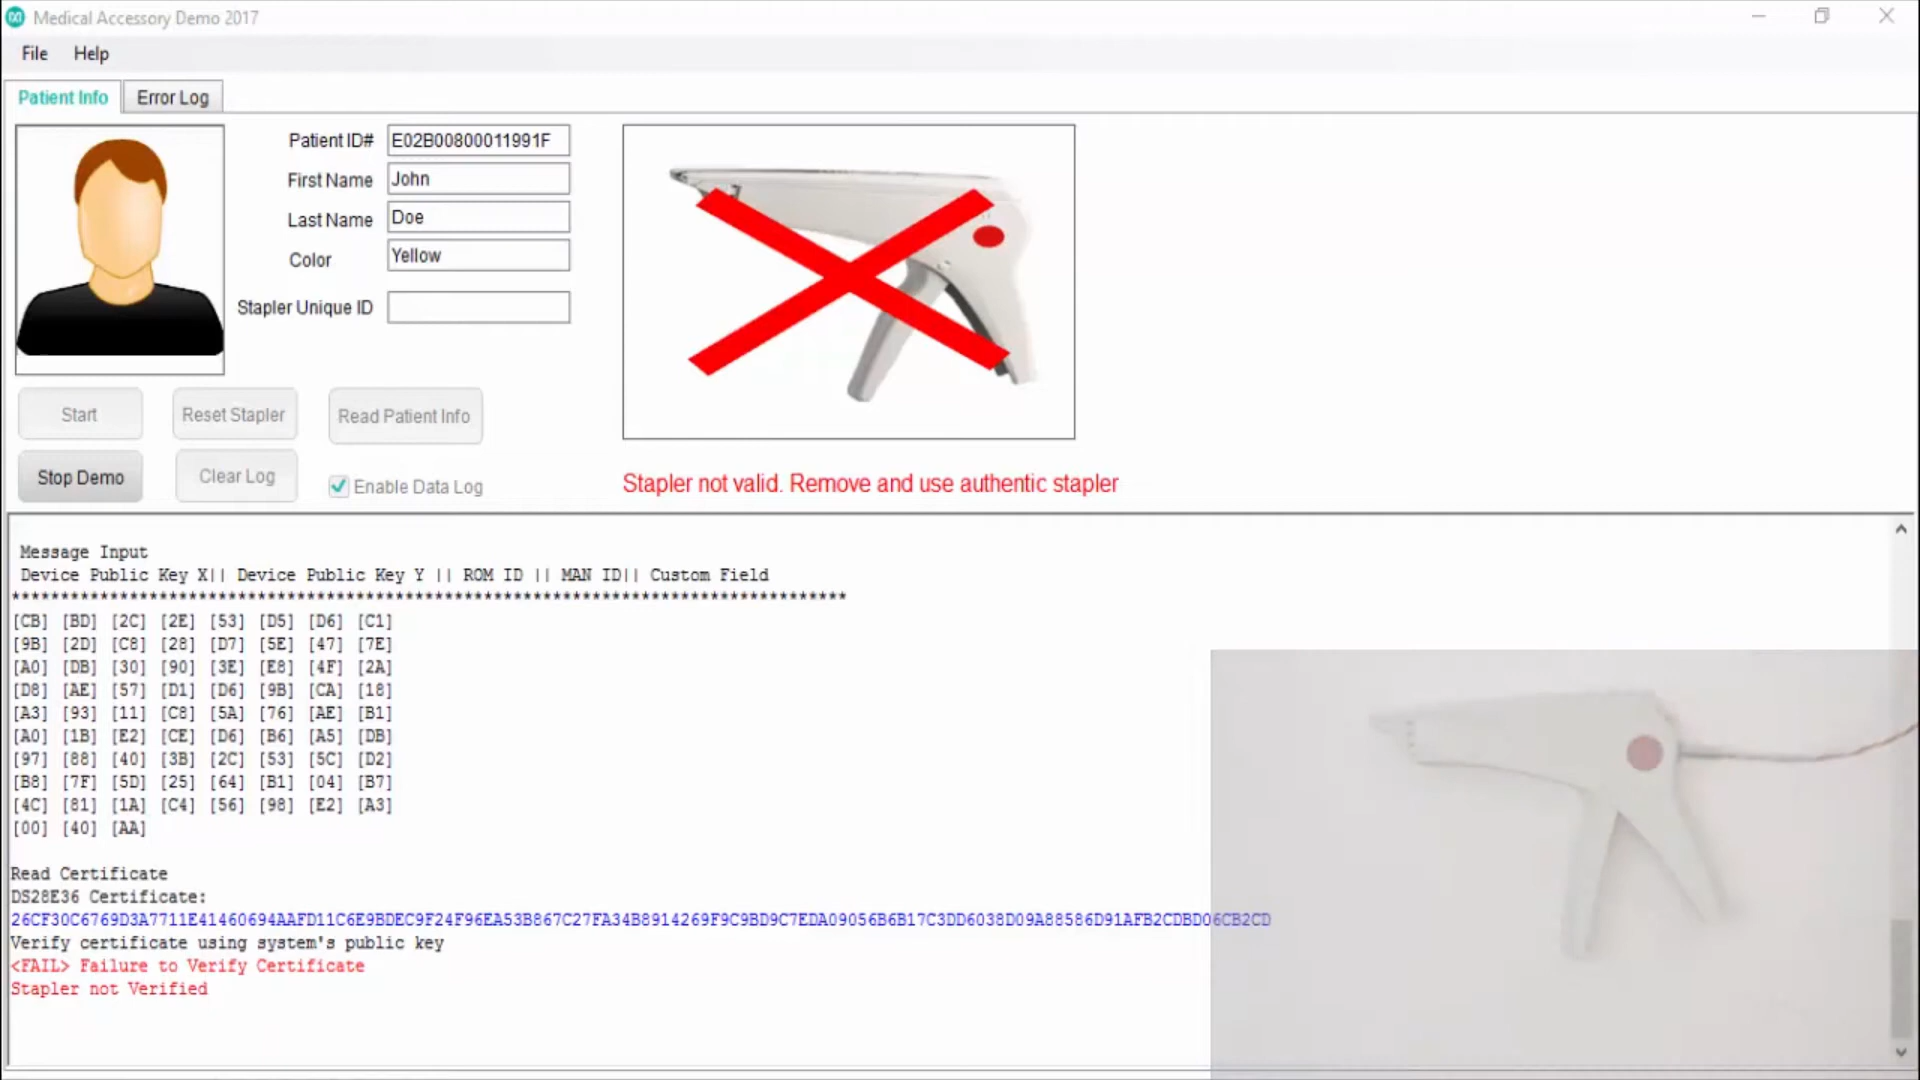 Medical Accessory Demo 2017
File Help
Patient Info Error Log
Patient ID# E02B00800011991F
First Name John
Last Name Doe
Color Yellow
Stapler Unique ID
Start Reset Stapler Read Patient Info
Stop Demo Clear Log Enable Data Log
Stapler not valid. Remove and use authentic stapler
Message Input
Device Public Key X|| Device Public Key Y || ROM ID || MAN ID|| Custom Field
*************************************************************************************
[CB] [BD] [2C] [2E] [53] [D5] [D6] [C1]
[9B] [2D] [C8] [28] [D7] [5E] [47] [7E]
[A0] [DB] [30] [90] [3E] [E8] [4F] [2A]
[D8] [AE] [57] [D1] [D6] [9B] [CA] [18]
[A3] [93] [11] [C8] [5A] [76] [AE] [B1]
[A0] [1B] [E2] [CE] [D6] [B6] [A5] [DB]
[97] [88] [40] [3B] [2C] [53] [5C] [D2]
[B8] [7F] [5D] [25] [64] [B1] [04] [B7]
[4C] [81] [1A] [C4] [56] [98] [E2] [A3]
[00] [40] [AA]
Read Certificate
DS28E36 Certificate:
26CF30C6769D3A7711E41460694AAFD11C6E9BDEC9F24F96EA53B867C27FA34B8914269F9C9BD9C7EDA09056B6B17C3DD6038D09A88586D91AFB2CDBD06CB2CD
Verify certificate using system's public key
<FAIL> Failure to Verify Certificate
Stapler not Verified